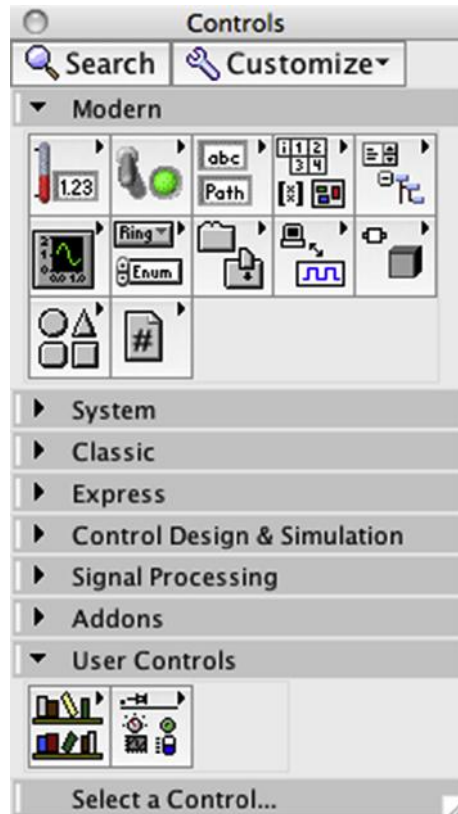 Controls
Search Customize
Modern
1.23 abc Path 1 2 3 4
Ring Enum
#
System
Classic
Express
Control Design & Simulation
Signal Processing
Addons
User Controls
Select a Control...